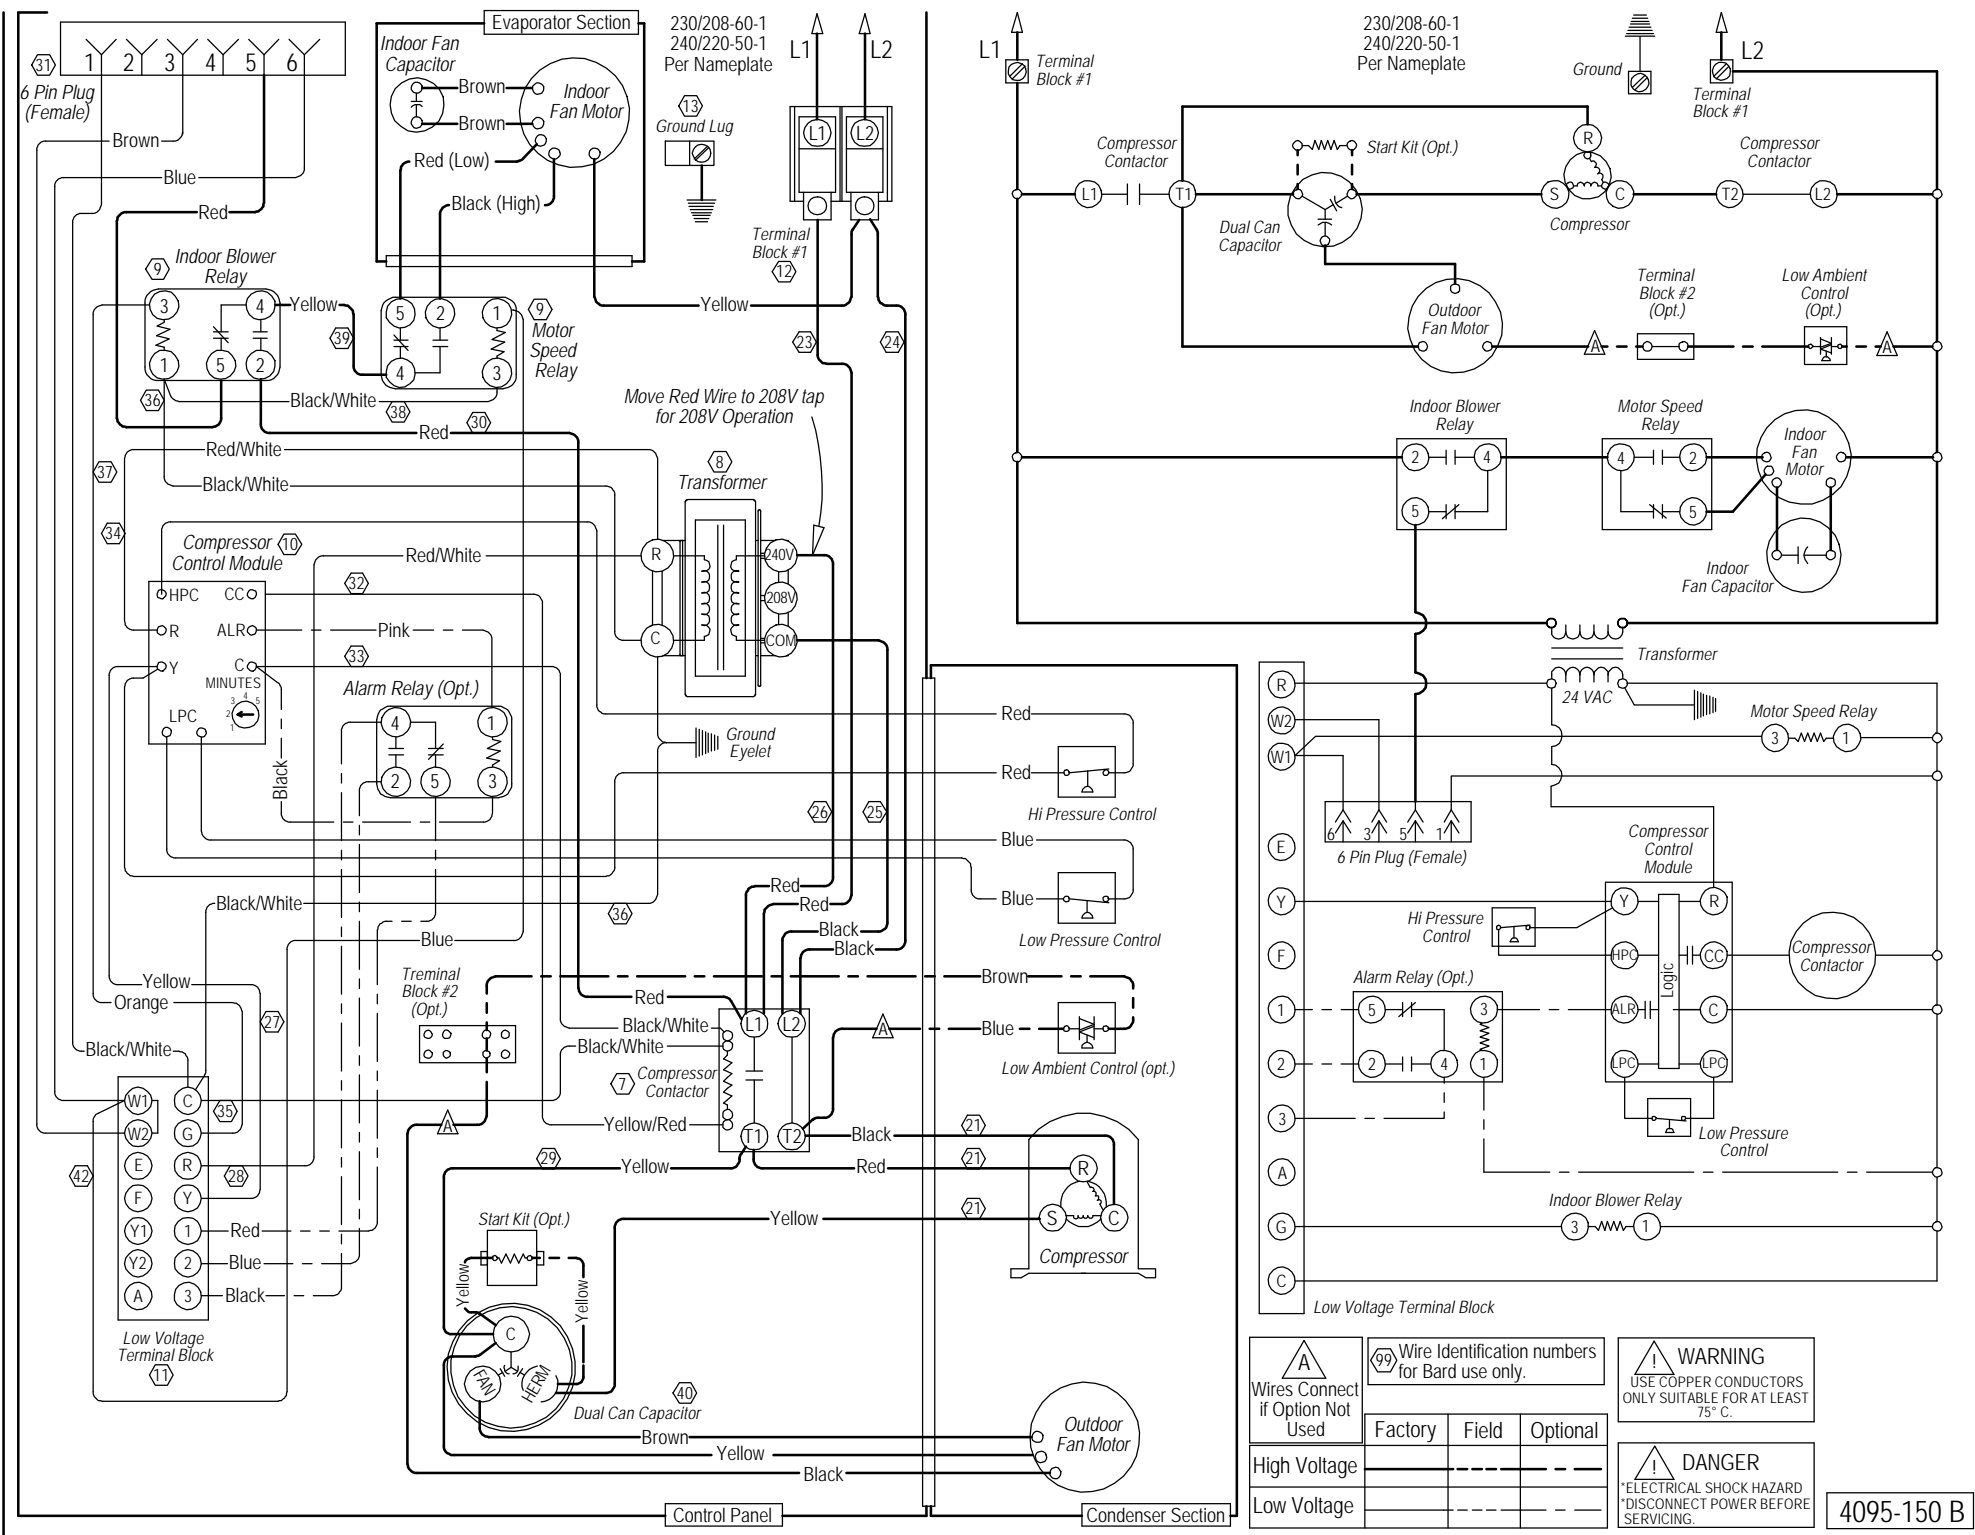 Evaporator Section
31
1 2 3 4 5 6
6 Pin Plug
(Female)
Brown
Blue
Red
Indoor Fan
Capacitor
Brown
Brown
Indoor
Fan Motor
Red (Low)
Black (High)
230/208-60-1
240/220-50-1
Per Nameplate
13
Ground Lug
L1
L2
L1
L2
Terminal
Block #1
12
Yellow
23
24
9
Indoor Blower
Relay
3
4
1
5
2
Yellow
39
5
2
1
4
3
9
Motor
Speed
Relay
36
Black/White
38
30
Red
37
Red/White
Black/White
Move Red Wire to 208V tap
for 208V Operation
8
Transformer
34
Compressor
Control Module
10
Red/White
R
240V
208V
C
COM
32
HPC
CC
R
ALR
Pink
33
Y
C
MINUTES
1 2 3 4 5
LPC
Alarm Relay (Opt.)
4
1
2
5
3
Black
Ground
Eyelet
26
25
Red
Red
Hi Pressure Control
Blue
Blue
Low Pressure Control
Red
Red
Black
Black
Black/White
36
Blue
Yellow
Orange
27
Treminal
Block #2
(Opt.)
Brown
Red
L1
L2
Black/White
Black/White
A
Blue
Low Ambient Control (opt.)
7
Compressor
Contactor
Yellow/Red
T1
T2
Black/White
W1
C
35
W2
G
E
R
28
F
Y
Y1
1
Red
Y2
2
Blue
A
3
Black
42
Low Voltage
Terminal Block
11
A
29
Yellow
Black
21
Red
21
R
Yellow
21
S
C
Compressor
Start Kit (Opt.)
Yellow
Yellow
C
FAN
HERM
40
Dual Can Capacitor
Brown
Yellow
Black
Outdoor
Fan Motor
Control Panel
Condenser Section
L1
Terminal
Block #1
230/208-60-1
240/220-50-1
Per Nameplate
Ground
L2
Terminal
Block #1
Compressor
Contactor
L1
T1
Start Kit (Opt.)
Dual Can
Capacitor
R
S
C
Compressor
Compressor
Contactor
T2
L2
Outdoor
Fan Motor
A
Terminal
Block #2
(Opt.)
Low Ambient
Control
(Opt.)
A
Indoor Blower
Relay
2
4
5
Motor Speed
Relay
4
2
5
Indoor
Fan
Motor
Indoor
Fan Capacitor
Transformer
24 VAC
R
W2
W1
E
Y
F
1
2
3
A
G
C
Motor Speed Relay
3
1
6 3 5 1
6 Pin Plug (Female)
Compressor
Control
Module
Y
R
Hi Pressure
Control
HPC
CC
Logic
Compressor
Contactor
Alarm Relay (Opt.)
5
3
ALR
C
2
4
1
LPC
LPC
Low Pressure
Control
Indoor Blower Relay
3
1
Low Voltage Terminal Block
A
Wires Connect
if Option Not
Used
99
Wire Identification numbers
for Bard use only.
Factory Field Optional
High Voltage
Low Voltage
! WARNING
USE COPPER CONDUCTORS
ONLY SUITABLE FOR AT LEAST
75° C.
! DANGER
*ELECTRICAL SHOCK HAZARD
*DISCONNECT POWER BEFORE
SERVICING.
4095-150 B